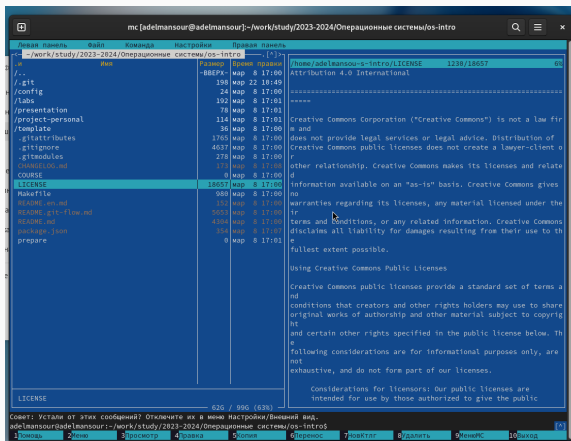 mc [adelmansour@adelmansour]:~/work/study/2023-2024/Операционные системы/os-intro
Левая панель Файл Команда Настройки Правая панель
~/work/study/2023-2024/Операционные системы/os-intro .[^]
.и Имя Размер Время правки
/.. -ВВЕРХ- мар 8 17:00
/.git 198 мар 22 10:49
/config 24 мар 8 17:00
/labs 192 мар 8 17:01
/presentation 78 мар 8 17:01
/project-personal 114 мар 8 17:01
/template 36 мар 8 17:00
.gitattributes 1765 мар 8 17:00
.gitignore 4637 мар 8 17:00
.gitmodules 278 мар 8 17:00
CHANGELOG.md 173 мар 8 17:00
COURSE 0 мар 8 17:00
LICENSE 18657 мар 8 17:00
Makefile 980 мар 8 17:00
README.en.md 152 мар 8 17:00
README.git-flow.md 5653 мар 8 17:00
README.md 4304 мар 8 17:00
package.json 354 мар 8 17:07
prepare 0 мар 8 17:01
LICENSE
62G / 99G (63%)
/home/adelmansou~s-intro/LICENSE 1230/18657 6%
Attribution 4.0 International
=====
Creative Commons Corporation ("Creative Commons") is not a law fir
m and
does not provide legal services or legal advice. Distribution of
Creative Commons public licenses does not create a lawyer-client o
r
other relationship. Creative Commons makes its licenses and relate
d
information available on an "as-is" basis. Creative Commons gives
no
warranties regarding its licenses, any material licensed under the
ir
terms and conditions, or any related information. Creative Commons
disclaims all liability for damages resulting from their use to th
e
fullest extent possible.
Using Creative Commons Public Licenses
Creative Commons public licenses provide a standard set of terms a
nd
conditions that creators and other rights holders may use to share
original works of authorship and other material subject to copyrig
ht
and certain other rights specified in the public license below. Th
e
following considerations are for informational purposes only, are
not
exhaustive, and do not form part of our licenses.
Considerations for licensors: Our public licenses are
intended for use by those authorized to give the public
Совет: Устали от этих сообщений? Отключите их в меню Настройки/Внешний вид.
adelmansour@adelmansour:~/work/study/2023-2024/Операционные системы/os-intro$ [^]
1Помощь 2Меню 3Просмотр 4Правка 5Копия 6Перенос 7НовКтлг 8Удалить 9МенюMC 10Выход